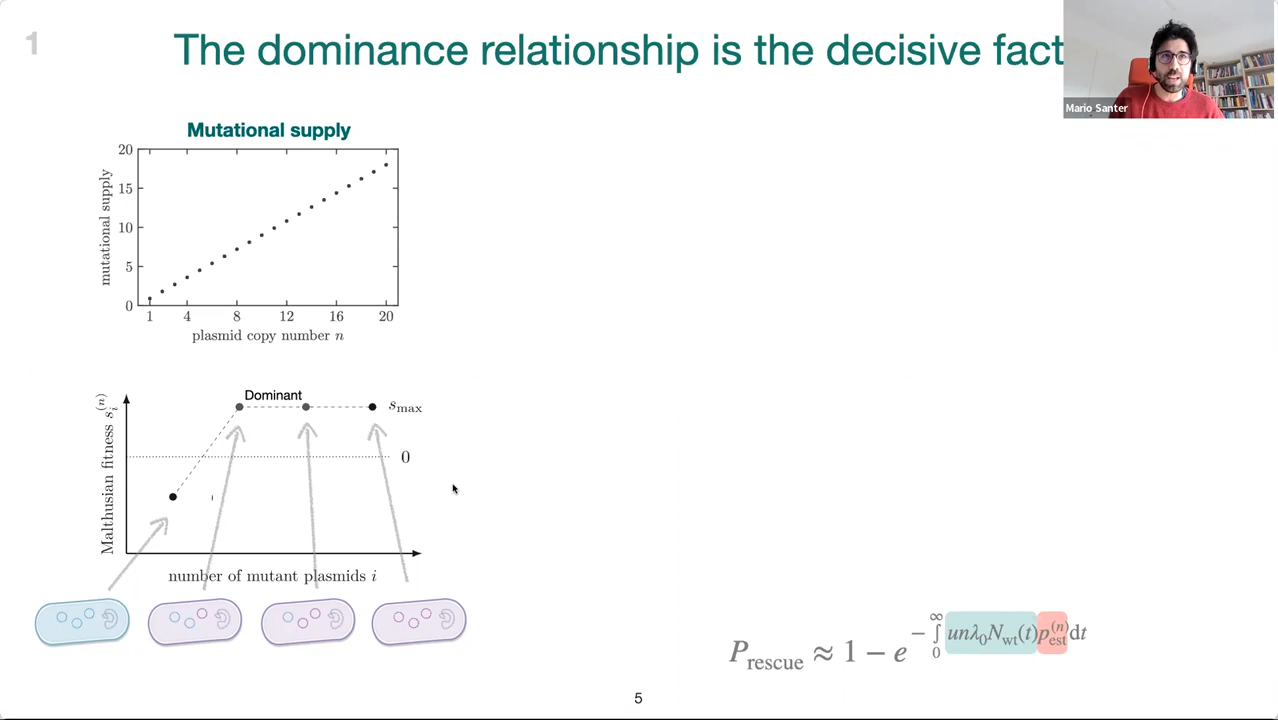 1
The dominance relationship is the decisive fact
Mario Santer
Mutational supply
mutational supply
20
15
10
5
0
1 4 8 12 16 20
plasmid copy number n
Malthusian fitness s_i^(n)
Dominant
s_max
0
number of mutant plasmids i
P_rescue ≈ 1 − e^{−∫_0^∞ unλ_0N_wt(t)p_est^(n)dt}
5